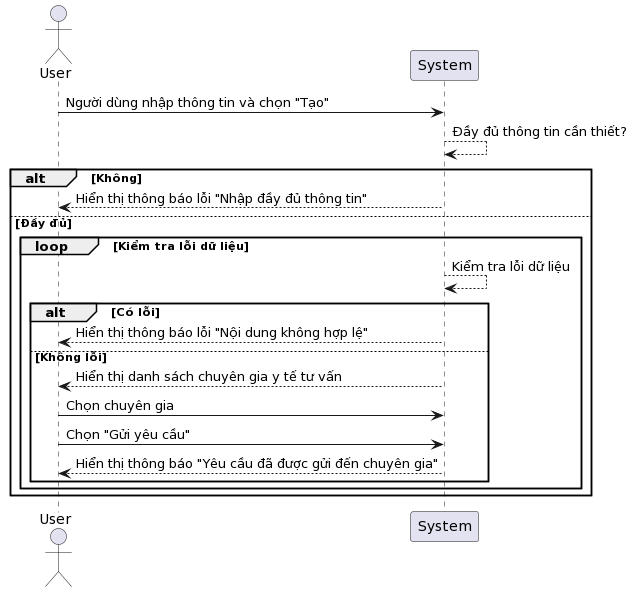 User
System
Người dùng nhập thông tin và chọn "Tạo"
Đầy đủ thông tin cần thiết?
alt [Không]
Hiển thị thông báo lỗi "Nhập đầy đủ thông tin"
[Đầy đủ]
loop [Kiểm tra lỗi dữ liệu]
Kiểm tra lỗi dữ liệu
alt [Có lỗi]
Hiển thị thông báo lỗi "Nội dung không hợp lệ"
[Không lỗi]
Hiển thị danh sách chuyên gia y tế tư vấn
Chọn chuyên gia
Chọn "Gửi yêu cầu"
Hiển thị thông báo "Yêu cầu đã được gửi đến chuyên gia"
User
System